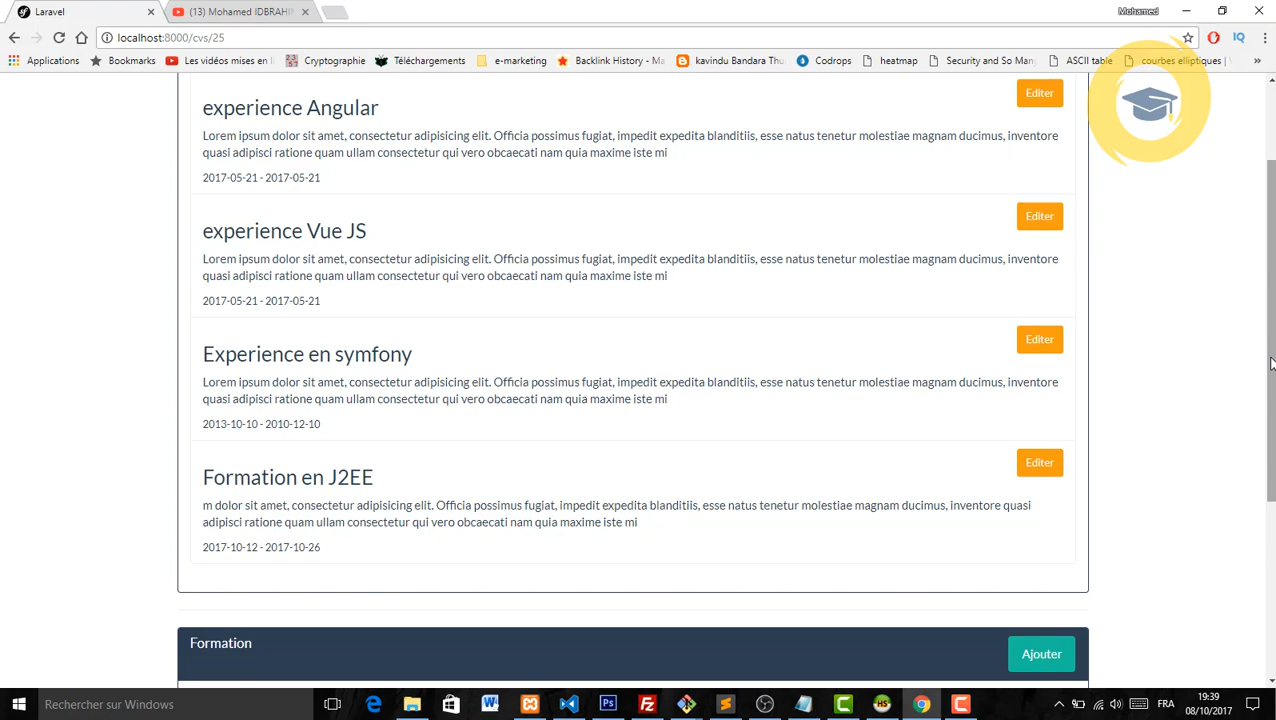 Laravel
(13) Mohamed IDBRAHI
Mohamed
localhost:8000/cvs/25
Applications
Bookmarks
Les vidéos mises en li
Cryptographie
Téléchargements
e-marketing
Backlink History - Ma
kavindu Bandara Thu
Codrops
heatmap
Security and So Man
ASCII table
courbes elliptiques
»
experience Angular
Editer
Lorem ipsum dolor sit amet, consectetur adipisicing elit. Officia possimus fugiat, impedit expedita blanditiis, esse natus tenetur molestiae magnam ducimus, inventore
quasi adipisci ratione quam ullam consectetur qui vero obcaecati nam quia maxime iste mi
2017-05-21 - 2017-05-21
experience Vue JS
Editer
Lorem ipsum dolor sit amet, consectetur adipisicing elit. Officia possimus fugiat, impedit expedita blanditiis, esse natus tenetur molestiae magnam ducimus, inventore
quasi adipisci ratione quam ullam consectetur qui vero obcaecati nam quia maxime iste mi
2017-05-21 - 2017-05-21
Experience en symfony
Editer
Lorem ipsum dolor sit amet, consectetur adipisicing elit. Officia possimus fugiat, impedit expedita blanditiis, esse natus tenetur molestiae magnam ducimus, inventore
quasi adipisci ratione quam ullam consectetur qui vero obcaecati nam quia maxime iste mi
2013-10-10 - 2010-12-10
Formation en J2EE
Editer
m dolor sit amet, consectetur adipisicing elit. Officia possimus fugiat, impedit expedita blanditiis, esse natus tenetur molestiae magnam ducimus, inventore quasi
adipisci ratione quam ullam consectetur qui vero obcaecati nam quia maxime iste mi
2017-10-12 - 2017-10-26
Formation
Ajouter
Rechercher sur Windows
FRA
19:39
08/10/2017